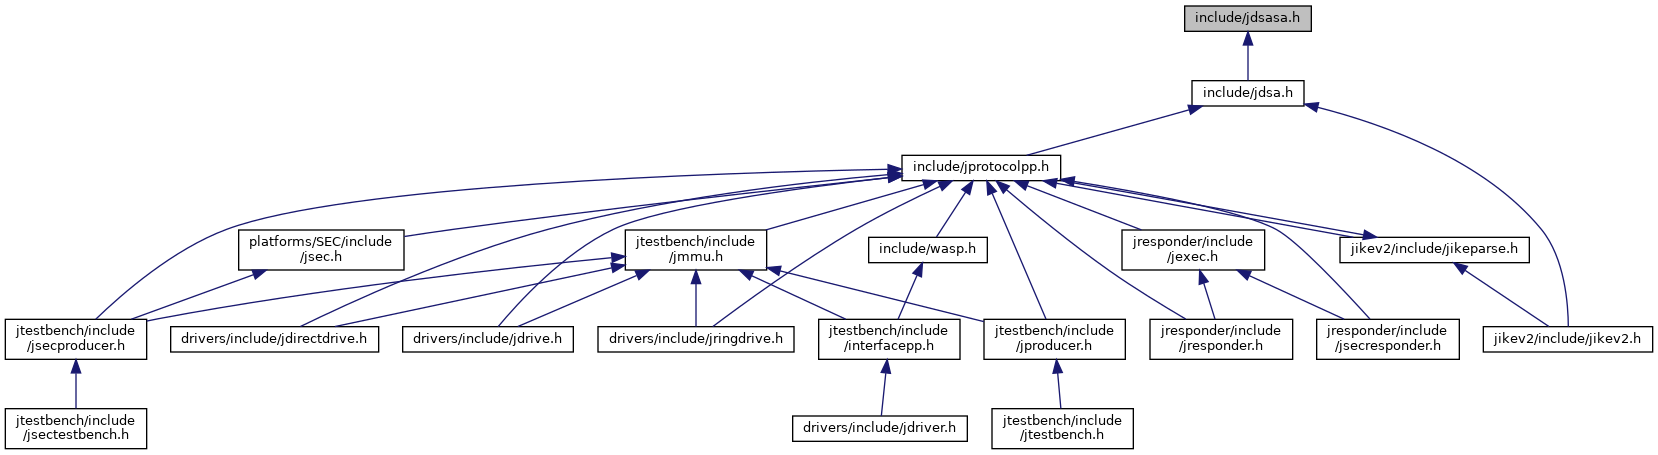 include/jdsasa.h
include/jdsa.h
include/jprotocolpp.h
platforms/SEC/include
/jsec.h
jtestbench/include
/jmmu.h
include/wasp.h
jresponder/include
/jexec.h
jikev2/include/jikeparse.h
jtestbench/include
/jsecproducer.h
drivers/include/jdirectdrive.h
drivers/include/jdrive.h
drivers/include/jringdrive.h
jtestbench/include
/interfacepp.h
jtestbench/include
/jproducer.h
jresponder/include
/jresponder.h
jresponder/include
/jsecresponder.h
jikev2/include/jikev2.h
jtestbench/include
/jsectestbench.h
drivers/include/jdriver.h
jtestbench/include
/jtestbench.h